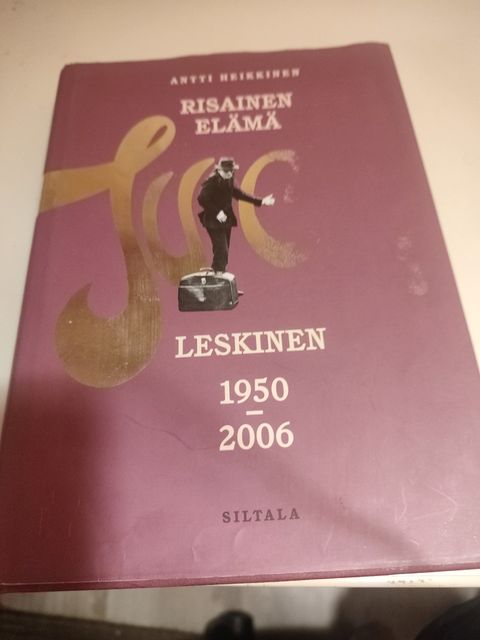 ANTTI HEIKKINEN
RISAINEN
ELÄMÄ
Juice
LESKINEN
1950
–
2006
SILTALA